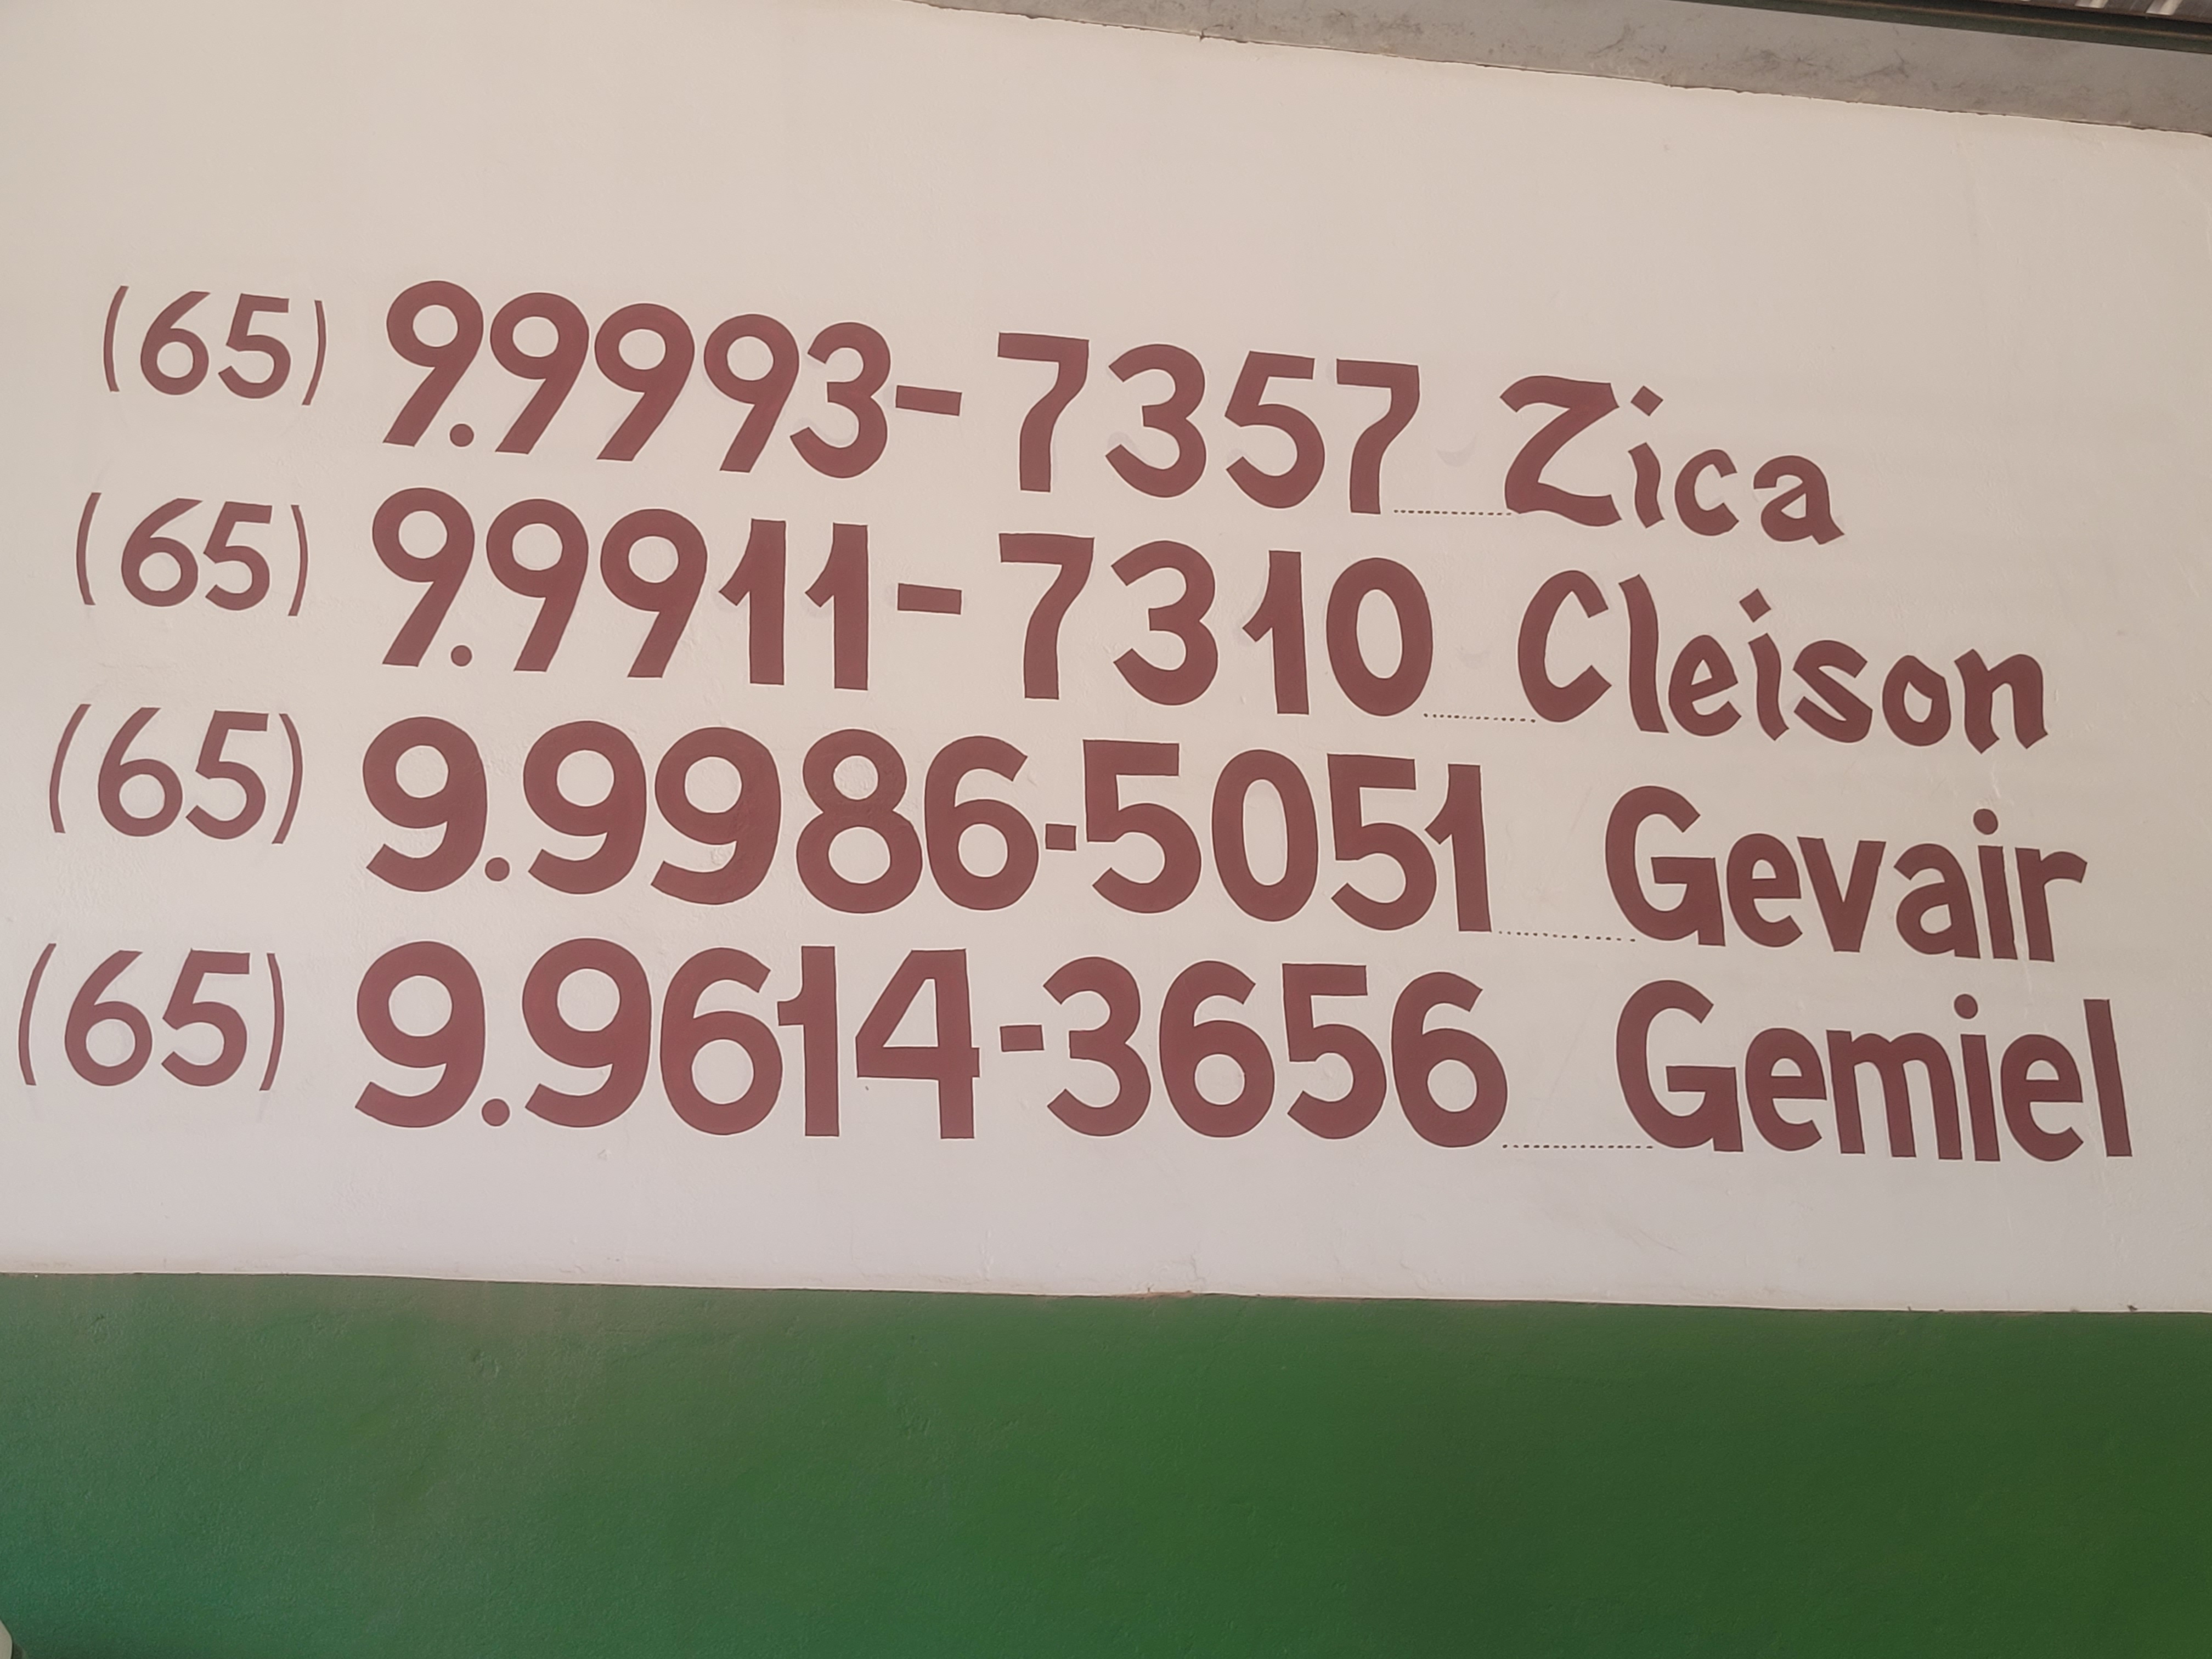 (65) 9.9993-7357......Zica
(65) 9.9911-7310......Cleison
(65) 9.9986-5051......Gevair
(65) 9.9614-3656......Gemiel